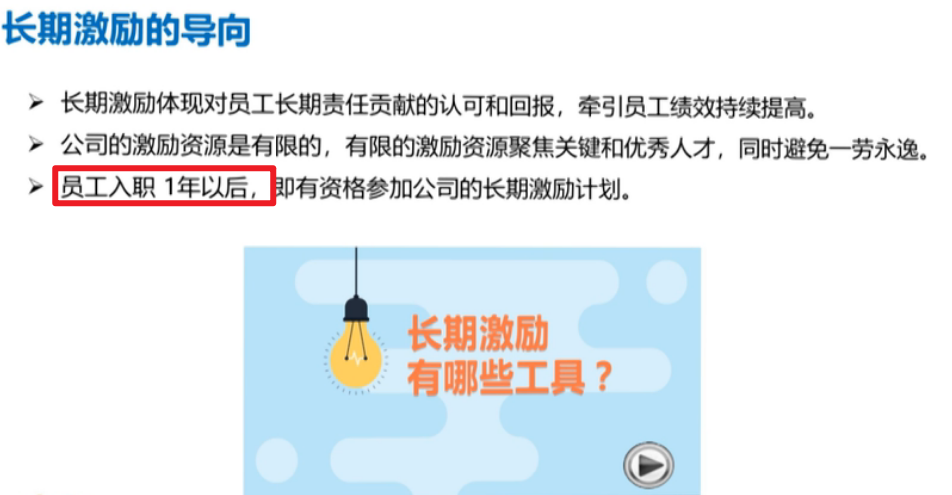 长期激励的导向
➤ 长期激励体现对员工长期责任贡献的认可和回报，牵引员工绩效持续提高。
➤ 公司的激励资源是有限的，有限的激励资源聚焦关键和优秀人才，同时避免一劳永逸。
➤ 员工入职 1年以后，即有资格参加公司的长期激励计划。
长期激励
有哪些工具？